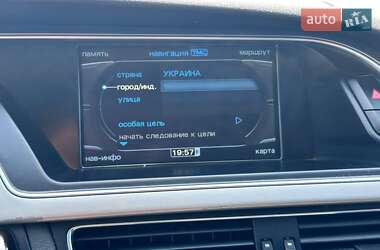 auto RIA
память навигация TMC маршрут
страна УКРАИНА
город/инд.
улица
особая цель
начать следование к цели
нав-инфо 19:57 карта